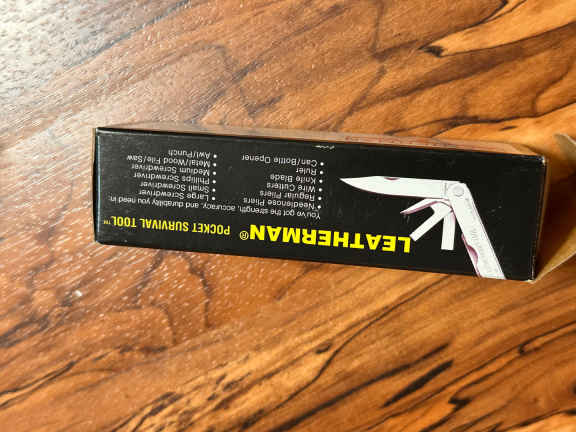 LEATHERMAN® POCKET SURVIVAL TOOL™
You've got the strength, accuracy, and durability you need in:
• Needlenose Pliers
• Regular Pliers
• Wire Cutters
• Knife Blade
• Ruler
• Can/Bottle Opener
• Large Screwdriver
• Small Screwdriver
• Phillips Screwdriver
• Medium Screwdriver
• Metal/Wood File/Saw
• Awl/Punch